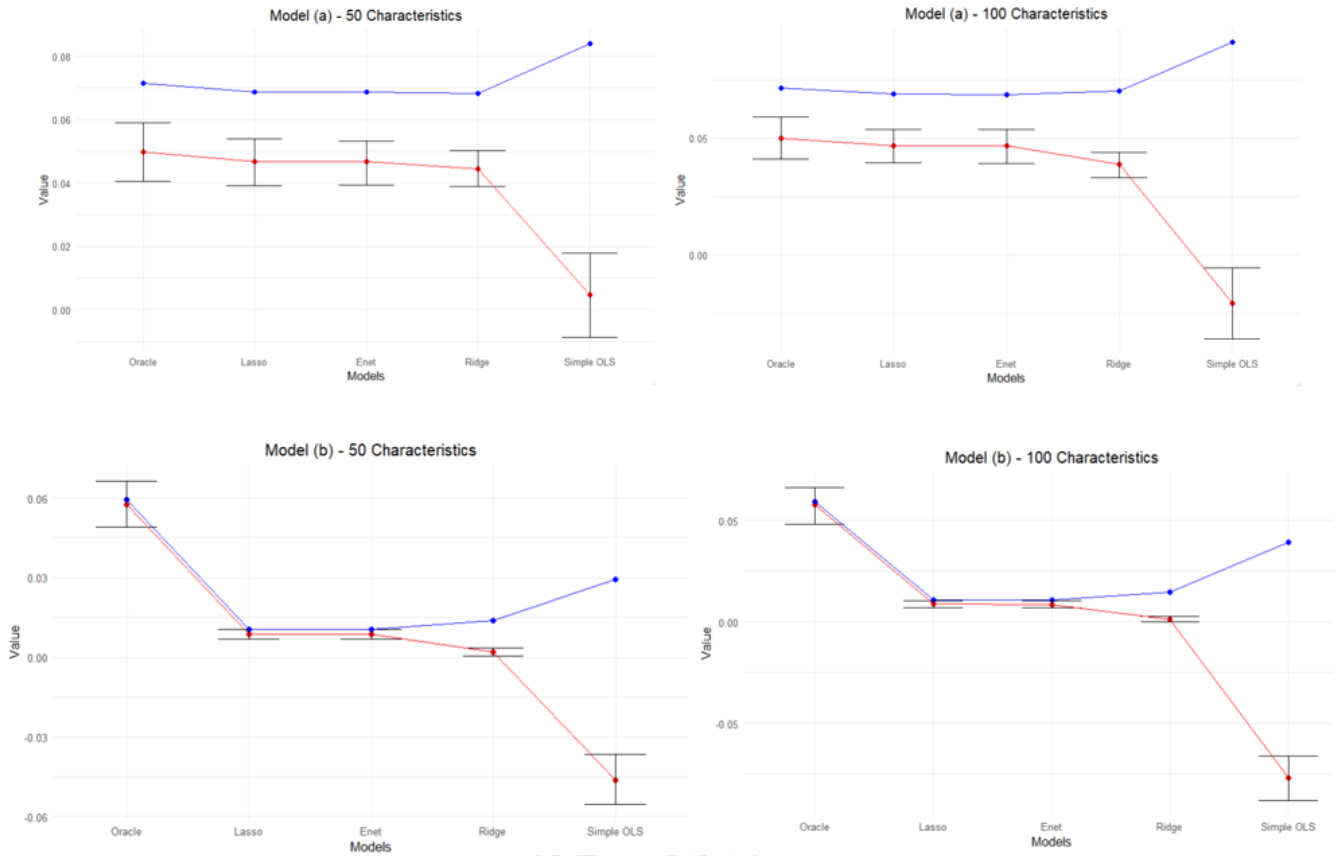 Model (a) - 50 Characteristics
0.08
0.06
0.04
0.02
0.00
Value
Oracle Lasso Enet Ridge Simple OLS
Models
Model (a) - 100 Characteristics
0.05
0.00
Value
Oracle Lasso Enet Ridge Simple OLS
Models
Model (b) - 50 Characteristics
0.06
0.03
0.00
-0.03
-0.06
Value
Oracle Lasso Enet Ridge Simple OLS
Models
Model (b) - 100 Characteristics
0.05
0.00
-0.05
Value
Oracle Lasso Enet Ridge Simple OLS
Models